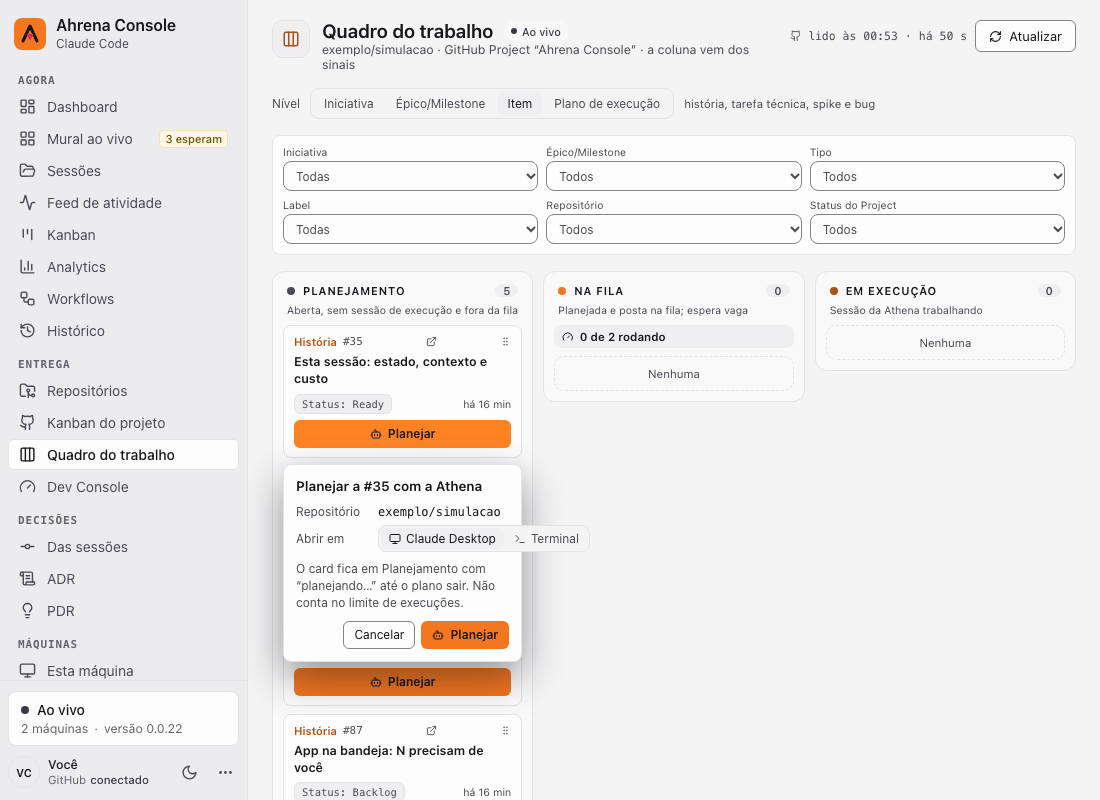 Ahrena Console
Claude Code
AGORA
Dashboard
Mural ao vivo
3 esperam
Sessões
Feed de atividade
Kanban
Analytics
Workflows
Histórico
ENTREGA
Repositórios
Kanban do projeto
Quadro do trabalho
Dev Console
DECISÕES
Das sessões
ADR
PDR
MÁQUINAS
Esta máquina
Ao vivo
2 máquinas · versão 0.0.22
VC
Você
GitHub conectado
Quadro do trabalho
Ao vivo
exemplo/simulacao · GitHub Project “Ahrena Console” · a coluna vem dos
sinais
lido às 00:53 · há 50 s
Atualizar
Nível
Iniciativa
Épico/Milestone
Item
Plano de execução
história, tarefa técnica, spike e bug
Iniciativa
Todas
Épico/Milestone
Todos
Tipo
Todos
Label
Todas
Repositório
Todos
Status do Project
Todos
PLANEJAMENTO
5
Aberta, sem sessão de execução e fora da fila
História #35
Esta sessão: estado, contexto e
custo
Status: Ready
há 16 min
Planejar
Planejar a #35 com a Athena
Repositório
exemplo/simulacao
Abrir em
Claude Desktop
Terminal
O card fica em Planejamento com
“planejando…” até o plano sair. Não
conta no limite de execuções.
Cancelar
Planejar
Planejar
História #87
App na bandeja: N precisam de
você
Status: Backlog
há 16 min
NA FILA
0
Planejada e posta na fila; espera vaga
0 de 2 rodando
Nenhuma
EM EXECUÇÃO
0
Sessão da Athena trabalhando
Nenhuma